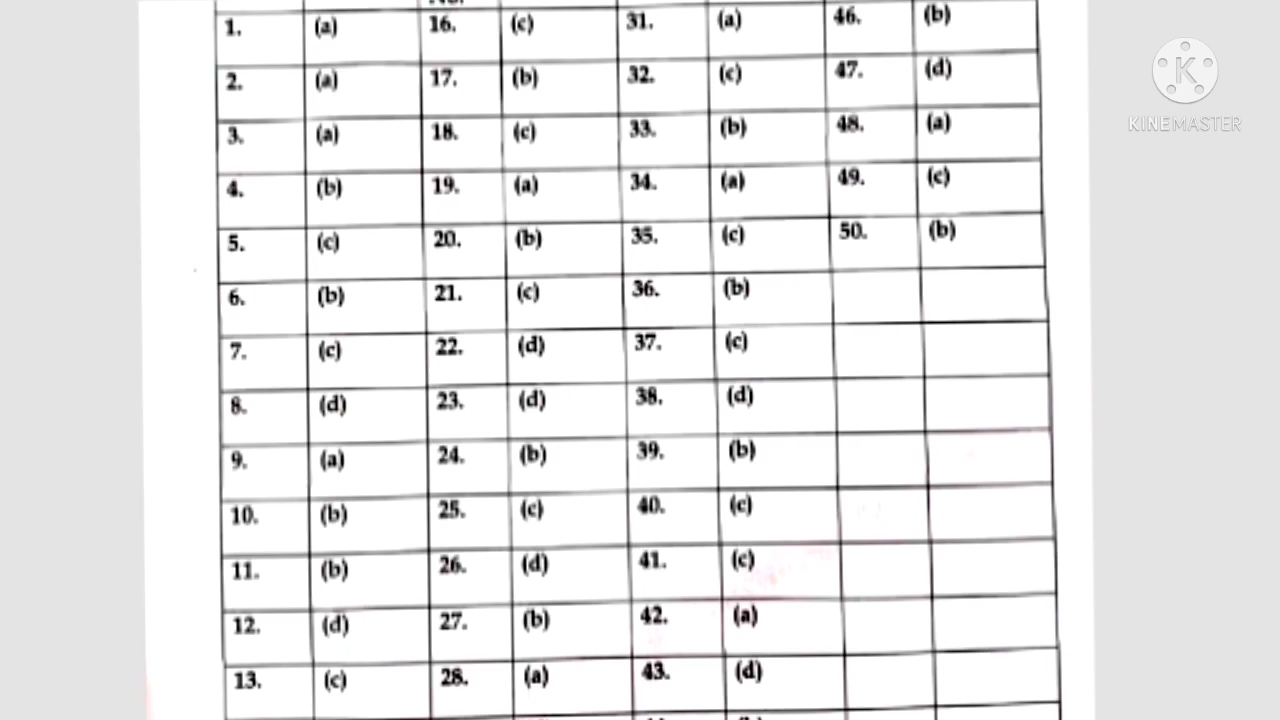 1. (a) 16. (c) 31. (a) 46. (b)
2. (a) 17. (b) 32. (c) 47. (d)
3. (a) 18. (c) 33. (b) 48. (a)
4. (b) 19. (a) 34. (a) 49. (c)
5. (c) 20. (b) 35. (c) 50. (b)
6. (b) 21. (c) 36. (b)
7. (c) 22. (d) 37. (c)
8. (d) 23. (d) 38. (d)
9. (a) 24. (b) 39. (b)
10. (b) 25. (c) 40. (c)
11. (b) 26. (d) 41. (c)
12. (d) 27. (b) 42. (a)
13. (c) 28. (a) 43. (d)
K
KINEMASTER